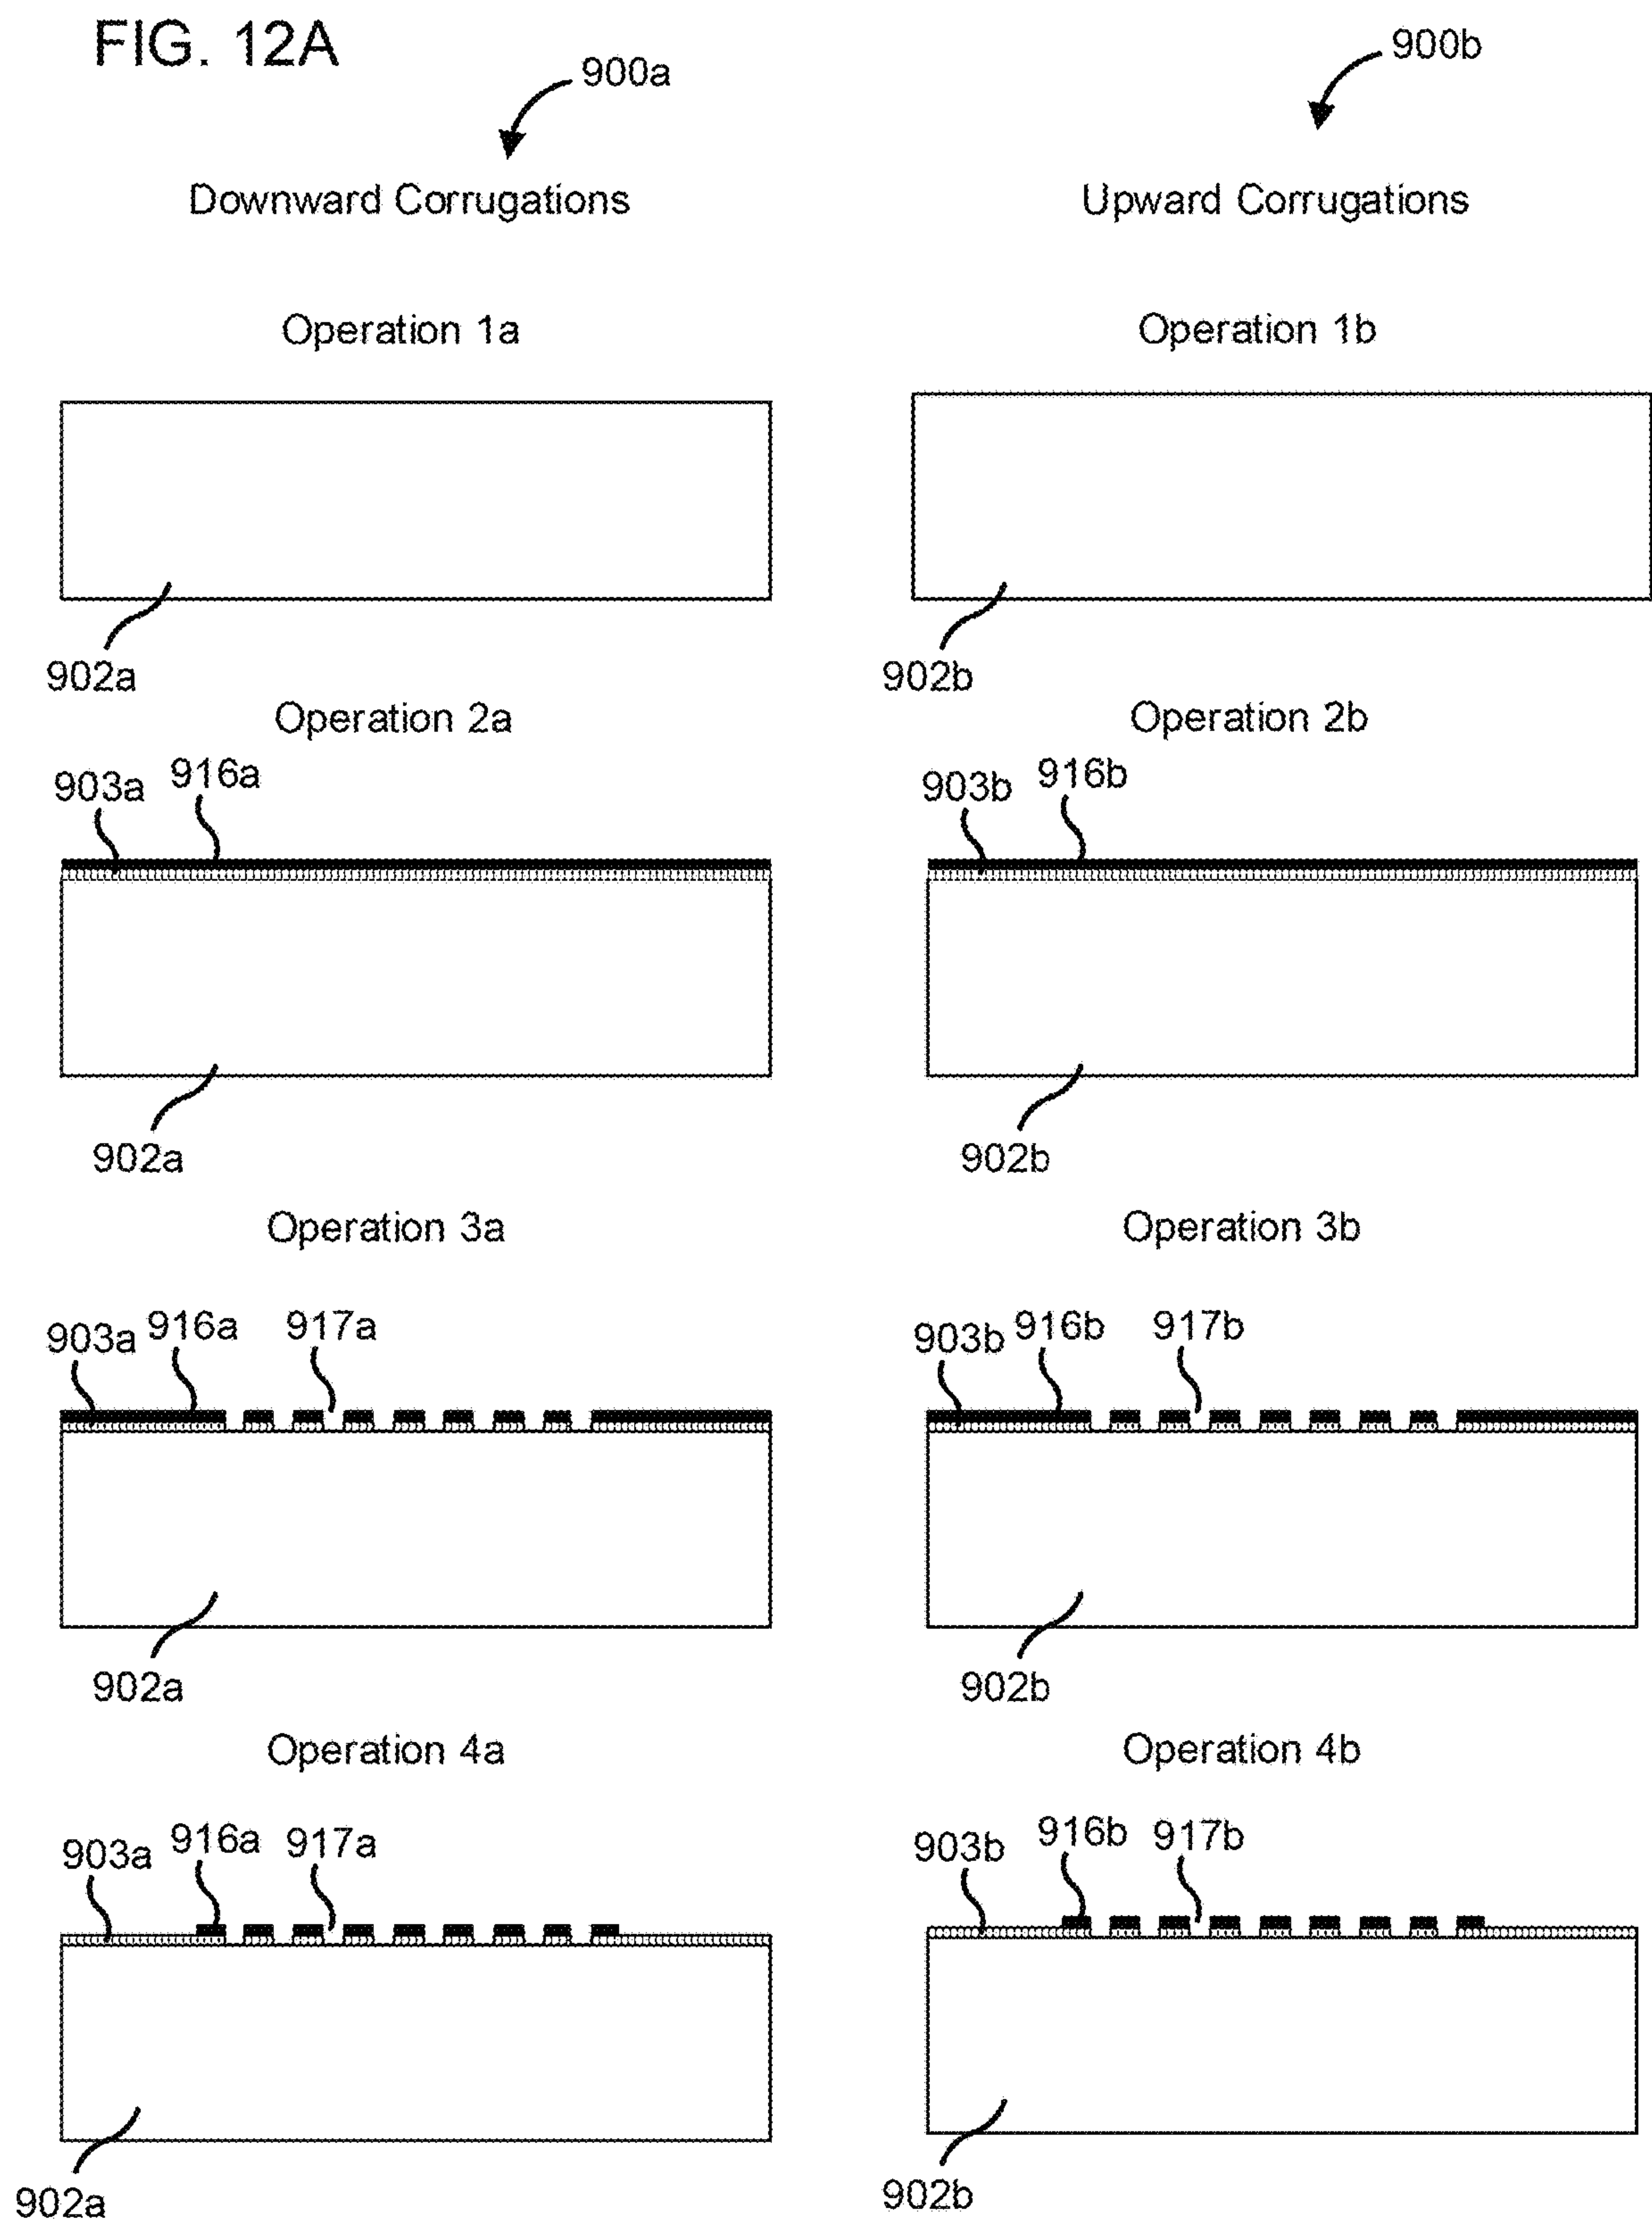 FIG. 12A
900a
900b
Downward Corrugations
Upward Corrugations
Operation 1a
Operation 1b
902a
902b
Operation 2a
Operation 2b
903a
916a
903b
916b
902a
902b
Operation 3a
Operation 3b
903a
916a
917a
903b
916b
917b
902a
902b
Operation 4a
Operation 4b
903a
916a
917a
903b
916b
917b
902a
902b